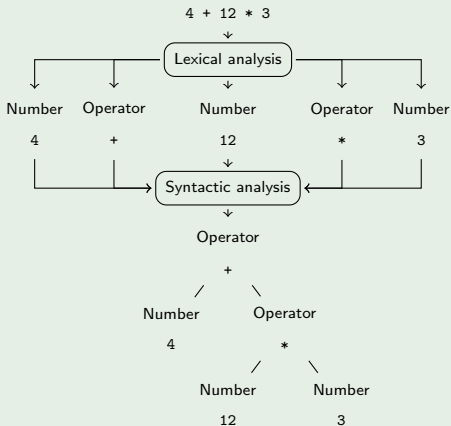 4 + 12 * 3
Lexical analysis
Number Operator Number Operator Number
4 + 12 * 3
Syntactic analysis
Operator
+
Number Operator
4 *
Number Number
12 3